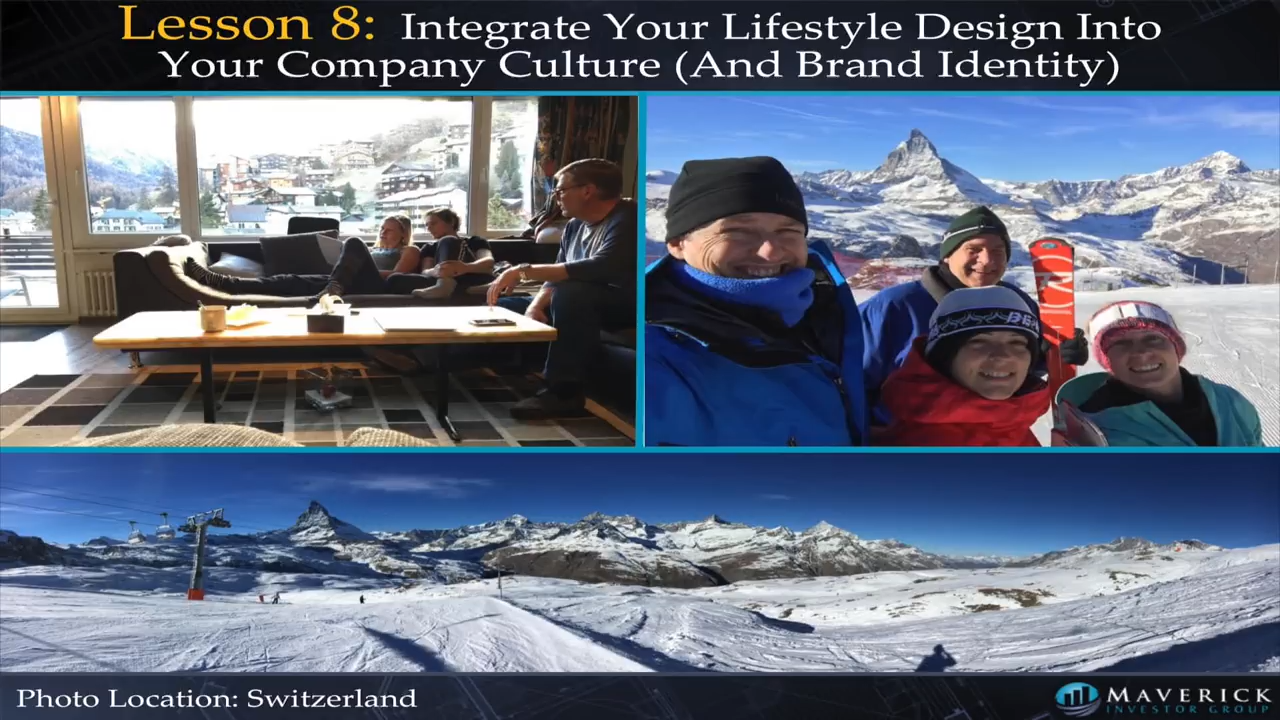 Lesson 8: Integrate Your Lifestyle Design Into
Your Company Culture (And Brand Identity)
Photo Location: Switzerland
MAVERICK
INVESTOR GROUP